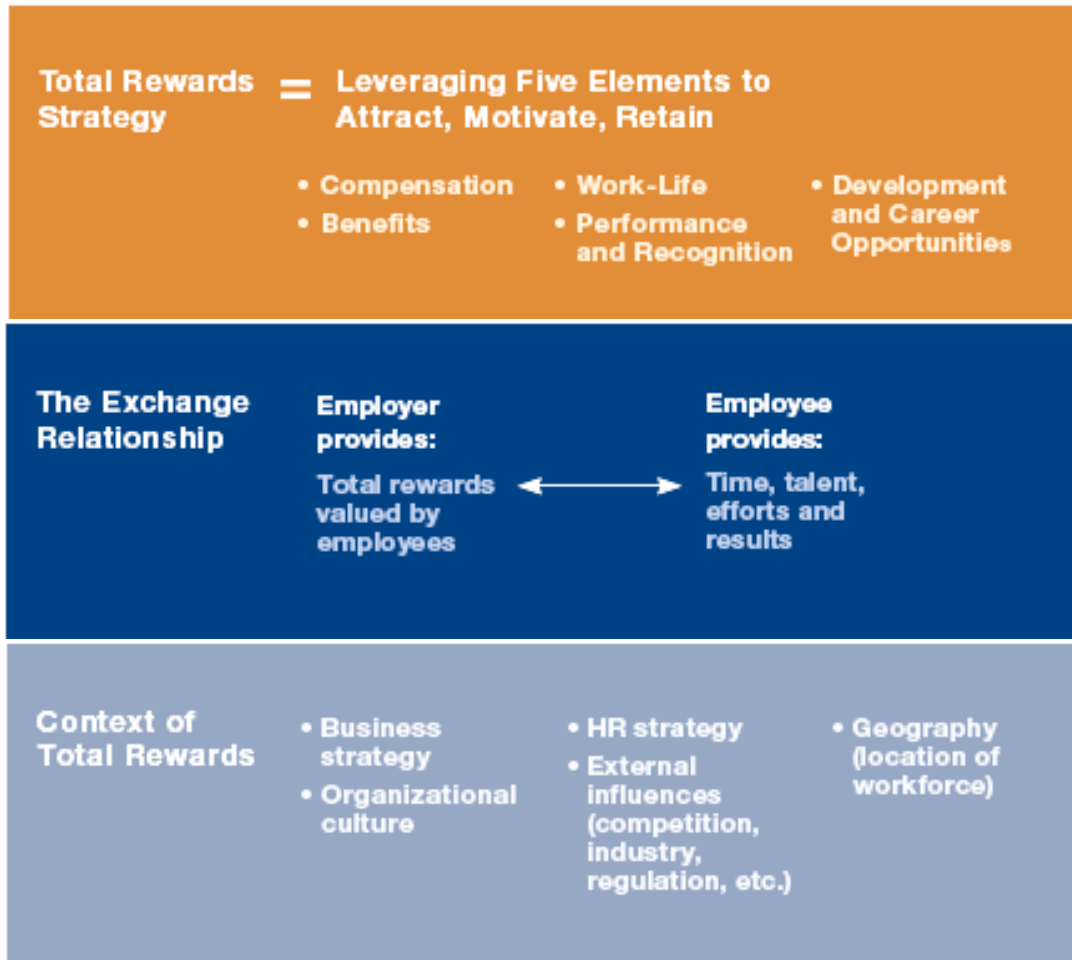 Total Rewards
Strategy
=
Leveraging Five Elements to
Attract, Motivate, Retain
• Compensation
• Benefits
• Work-Life
• Performance
and Recognition
• Development
and Career
Opportunities
The Exchange
Relationship
Employer
provides:
Total rewards
valued by
employees
Employee
provides:
Time, talent,
efforts and
results
Context of
Total Rewards
• Business
strategy
• Organizational
culture
• HR strategy
• External
influences
(competition,
industry,
regulation, etc.)
• Geography
(location of
workforce)